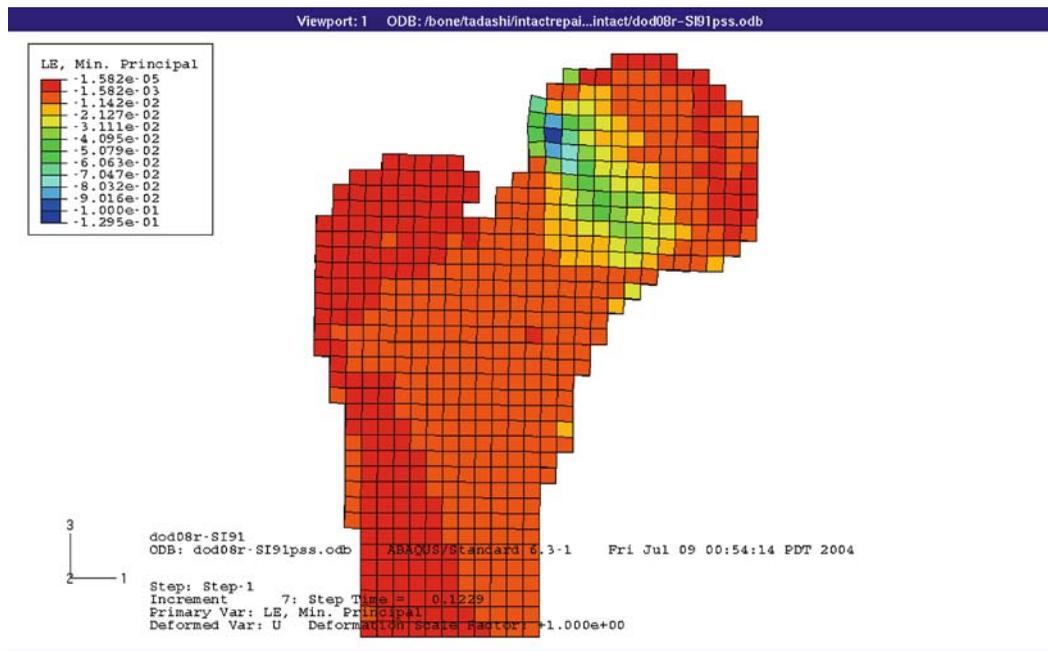 Viewport: 1 ODB: /bone/tadashi/intactrepai...intact/dod08r-SI91pss.odb
LE, Min. Principal
-1.582e-05
-1.582e-03
-1.142e-02
-2.127e-02
-3.111e-02
-4.095e-02
-5.079e-02
-6.063e-02
-7.047e-02
-8.032e-02
-9.016e-02
-1.000e-01
-1.295e-01
3
2 1
dod08r-SI91
ODB: dod08r-SI91pss.odb ABAQUS/Standard 6.3-1 Fri Jul 09 00:54:14 PDT 2004
Step: Step-1
Increment 7: Step Time = 0.1229
Primary Var: LE, Min. Principal
Deformed Var: U Deformation Scale Factor: +1.000e+00